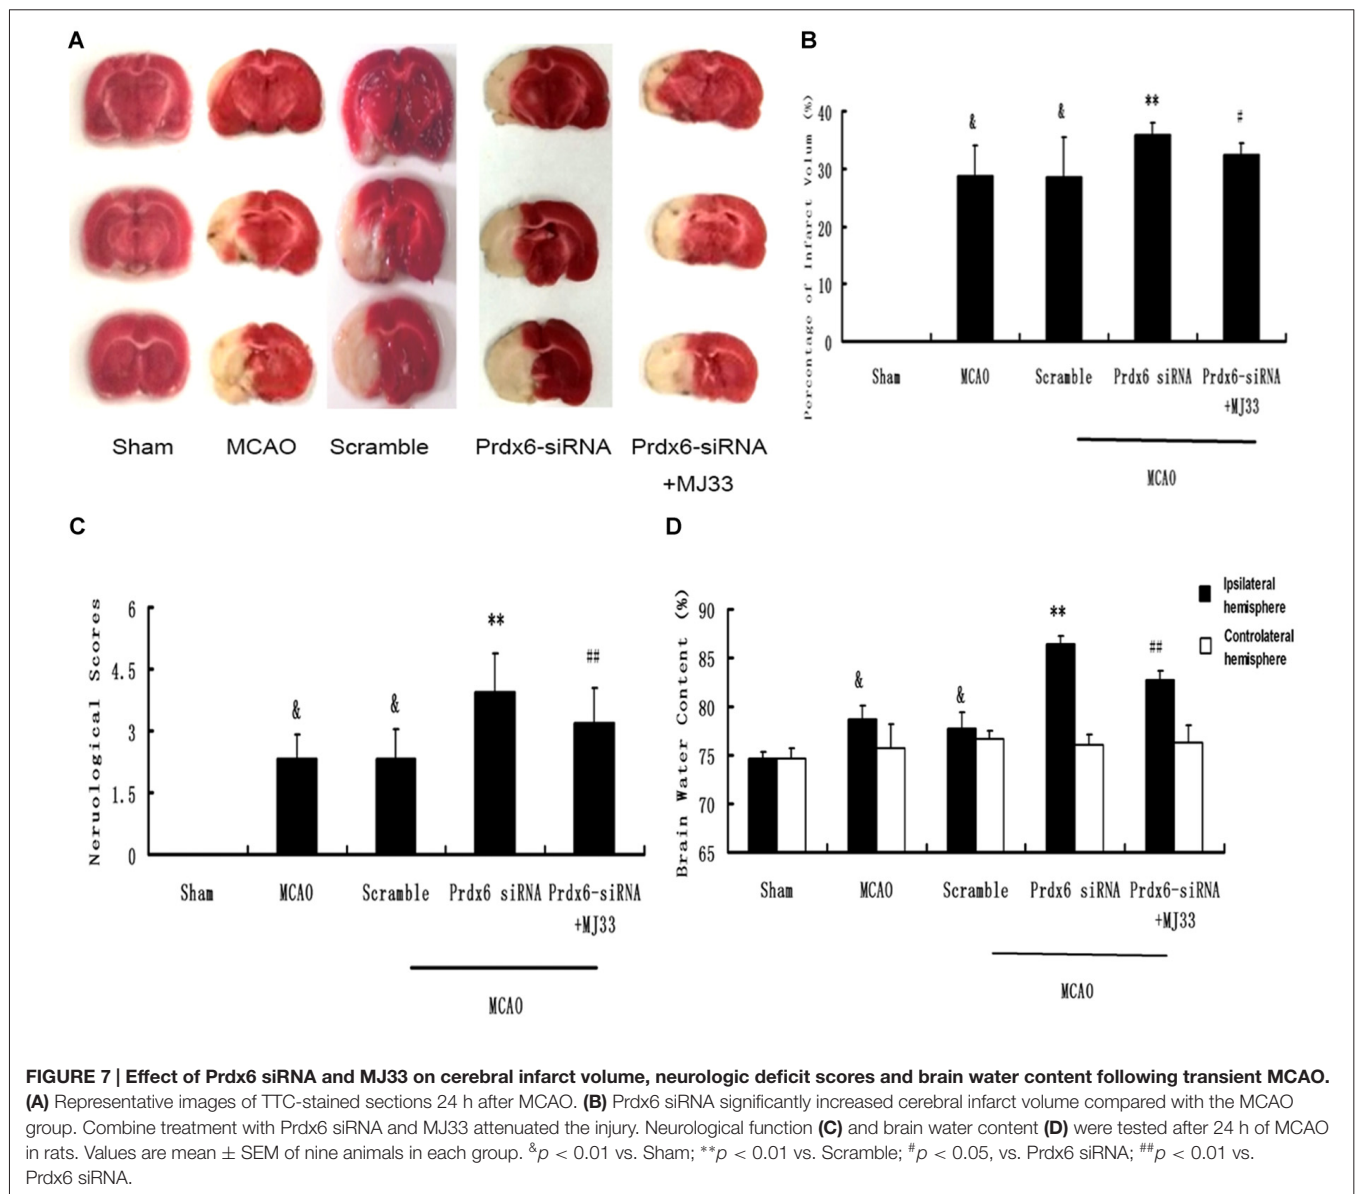 A
Sham
MCAO
Scramble
Prdx6-siRNA
Prdx6-siRNA
+MJ33
B
Percentage of Infarct Volum (%)
40
30
20
10
0
&
&
**
#
Sham
MCAO
Scramble
Prdx6 siRNA
Prdx6-siRNA
+MJ33
MCAO
C
Neruological Scores
6
4.5
3
1.5
0
&
&
**
##
Sham
MCAO
Scramble
Prdx6 siRNA
Prdx6-siRNA
+MJ33
MCAO
D
Brain Water Content (%)
90
85
80
75
70
65
&
&
**
##
Ipsilateral
hemisphere
Controlateral
hemisphere
Sham
MCAO
Scramble
Prdx6 siRNA
Prdx6-siRNA
+MJ33
MCAO
FIGURE 7 | Effect of Prdx6 siRNA and MJ33 on cerebral infarct volume, neurologic deficit scores and brain water content following transient MCAO.
(A) Representative images of TTC-stained sections 24 h after MCAO. (B) Prdx6 siRNA significantly increased cerebral infarct volume compared with the MCAO
group. Combine treatment with Prdx6 siRNA and MJ33 attenuated the injury. Neurological function (C) and brain water content (D) were tested after 24 h of MCAO
in rats. Values are mean ± SEM of nine animals in each group. &p < 0.01 vs. Sham; **p < 0.01 vs. Scramble; #p < 0.05, vs. Prdx6 siRNA; ##p < 0.01 vs.
Prdx6 siRNA.